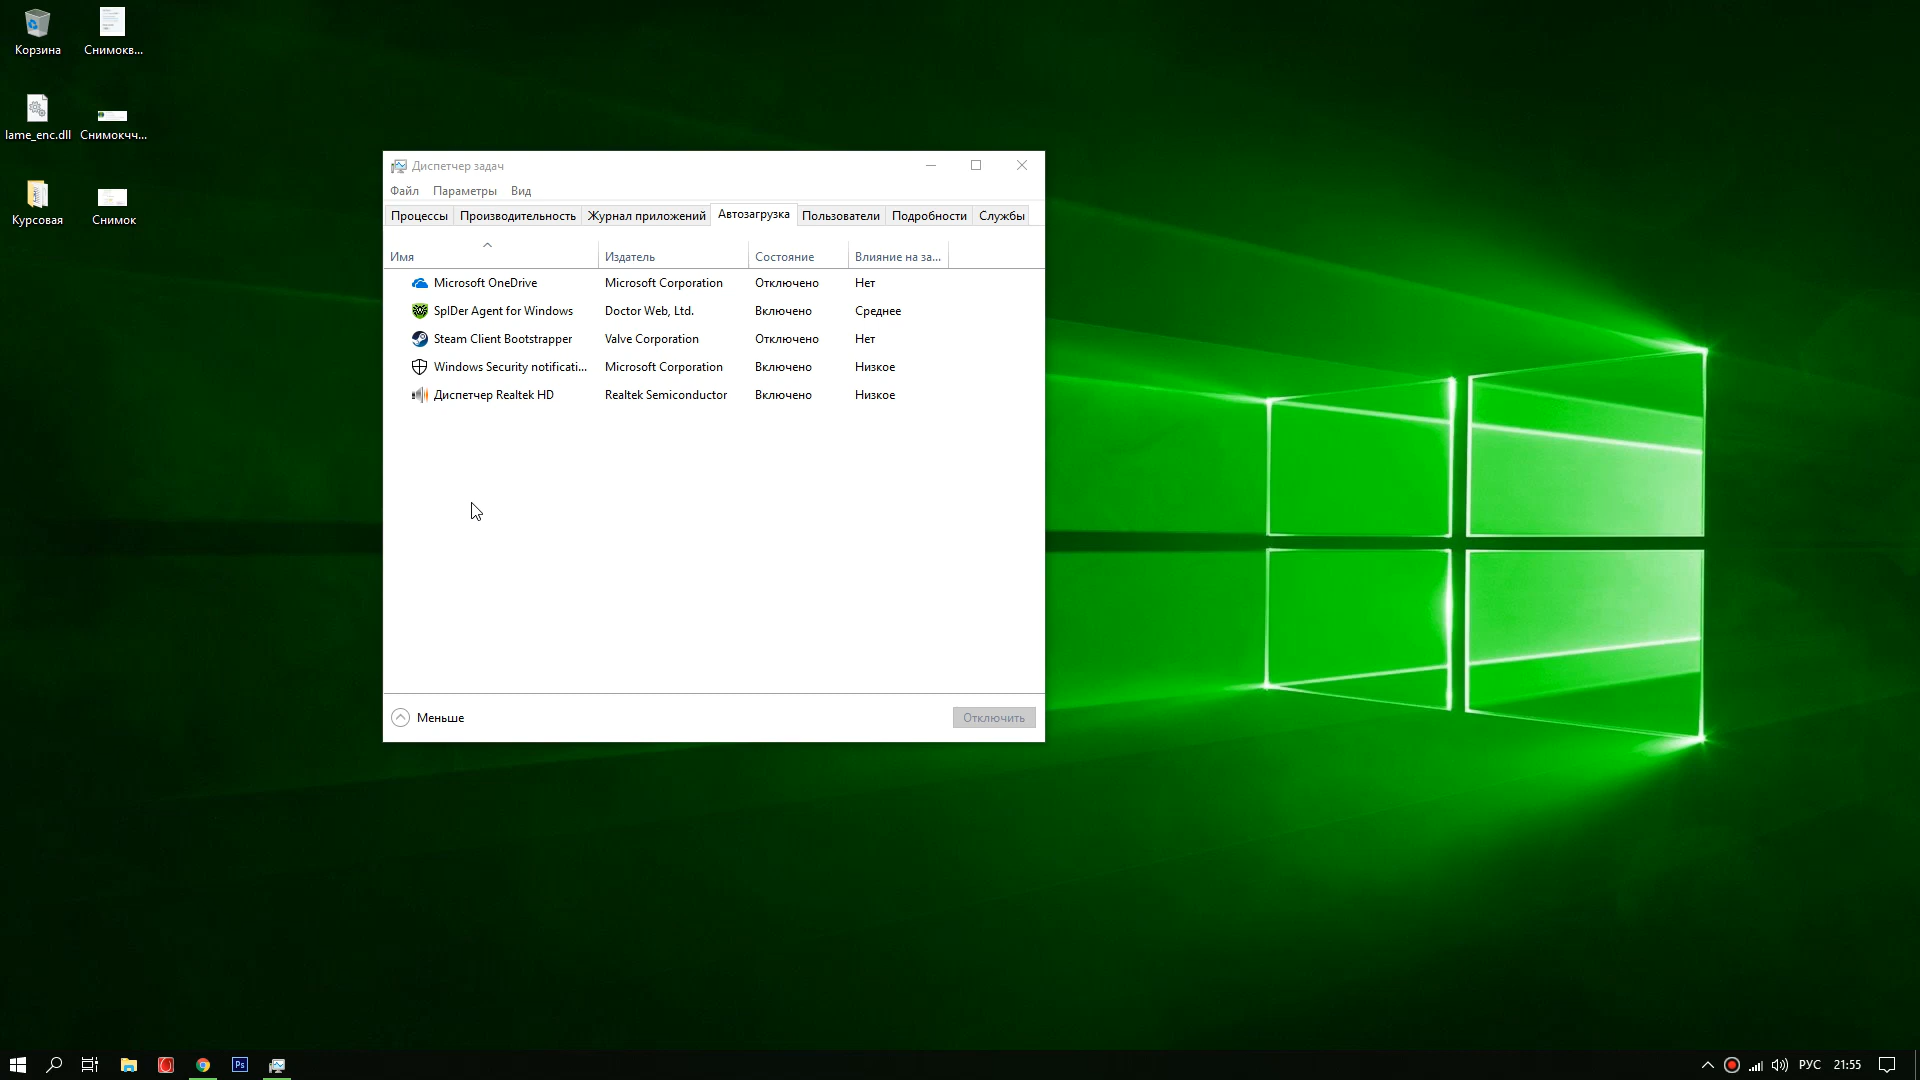 Корзина
Снимокв...
lame_enc.dll
Снимокчч...
Курсовая
Снимок
Диспетчер задач
Файл Параметры Вид
Процессы Производительность Журнал приложений Автозагрузка Пользователи Подробности Службы
Имя Издатель Состояние Влияние на за...
Microsoft OneDrive Microsoft Corporation Отключено Нет
SpIDer Agent for Windows Doctor Web, Ltd. Включено Среднее
Steam Client Bootstrapper Valve Corporation Отключено Нет
Windows Security notificati... Microsoft Corporation Включено Низкое
Диспетчер Realtek HD Realtek Semiconductor Включено Низкое
Меньше Отключить
Ps РУС 21:55